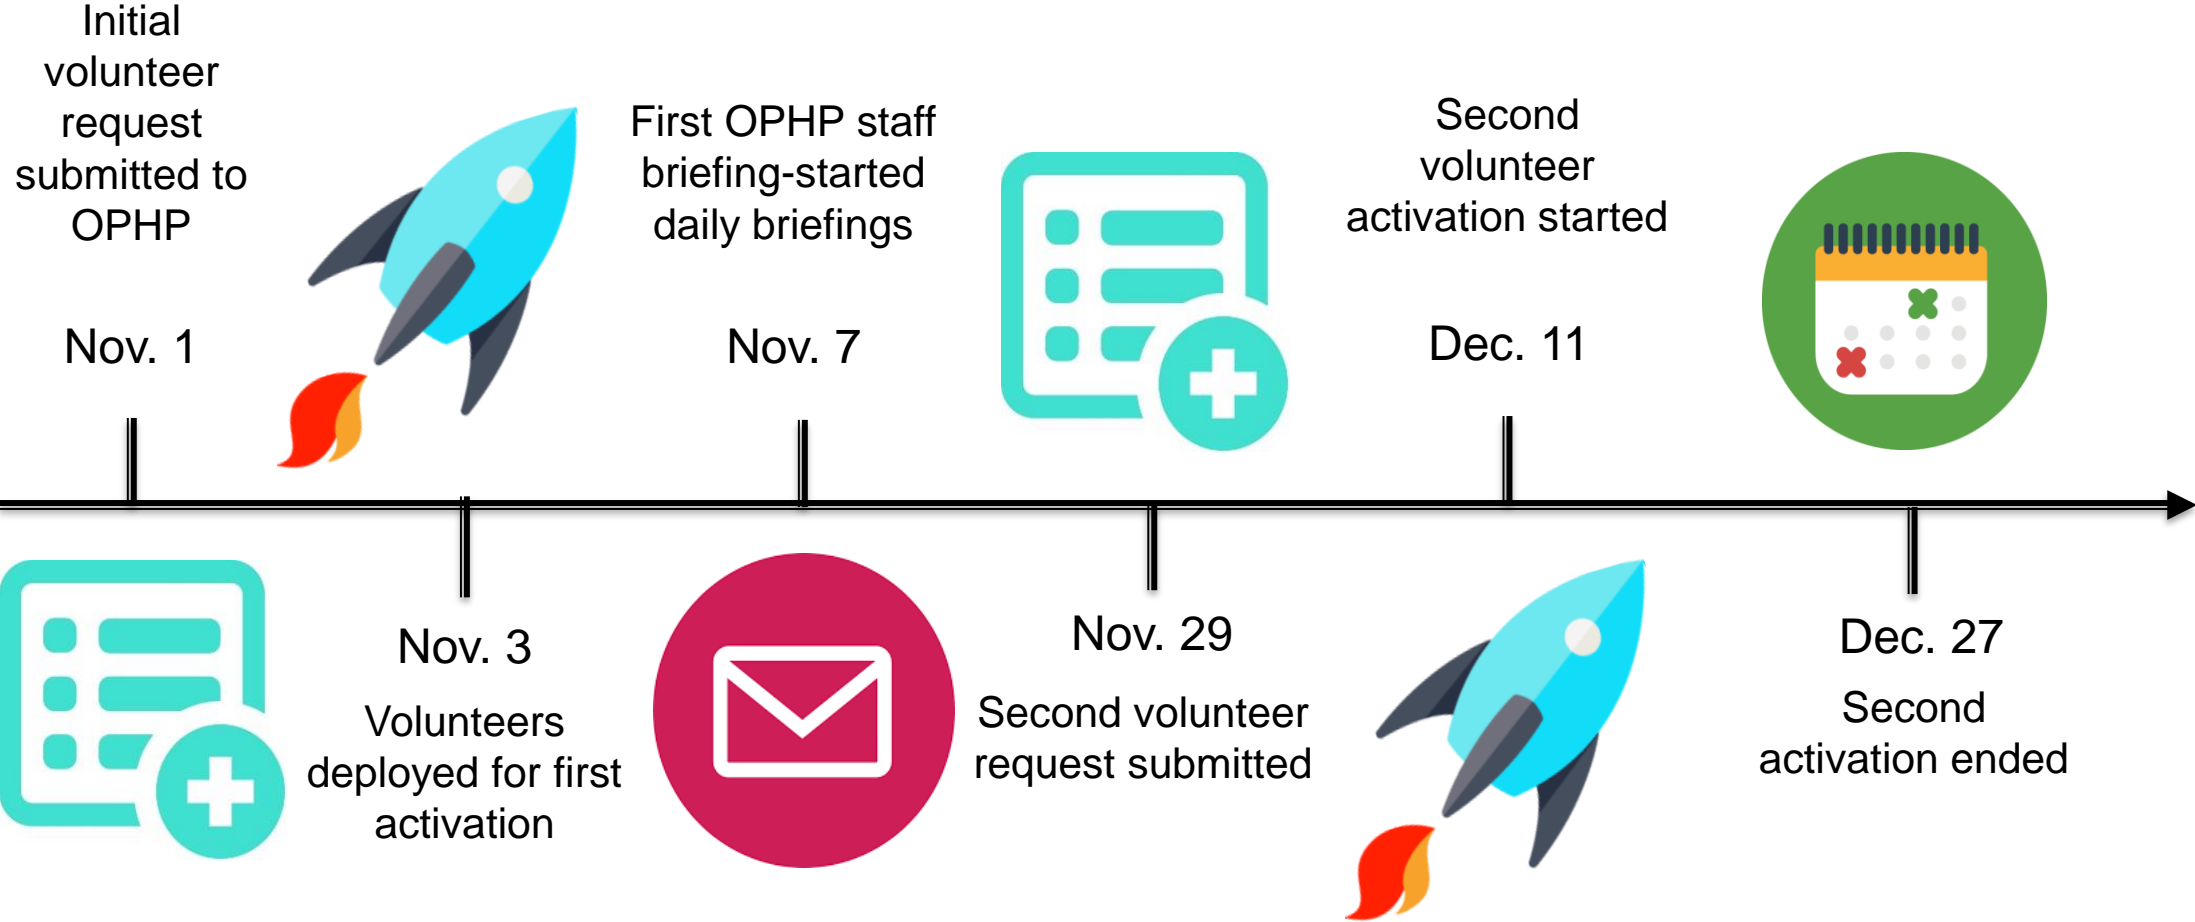 Initial
volunteer
request
submitted to
OPHP
Nov. 1
Nov. 3
Volunteers
deployed for first
activation
First OPHP staff
briefing-started
daily briefings
Nov. 7
Nov. 29
Second volunteer
request submitted
Second
volunteer
activation started
Dec. 11
Dec. 27
Second
activation ended